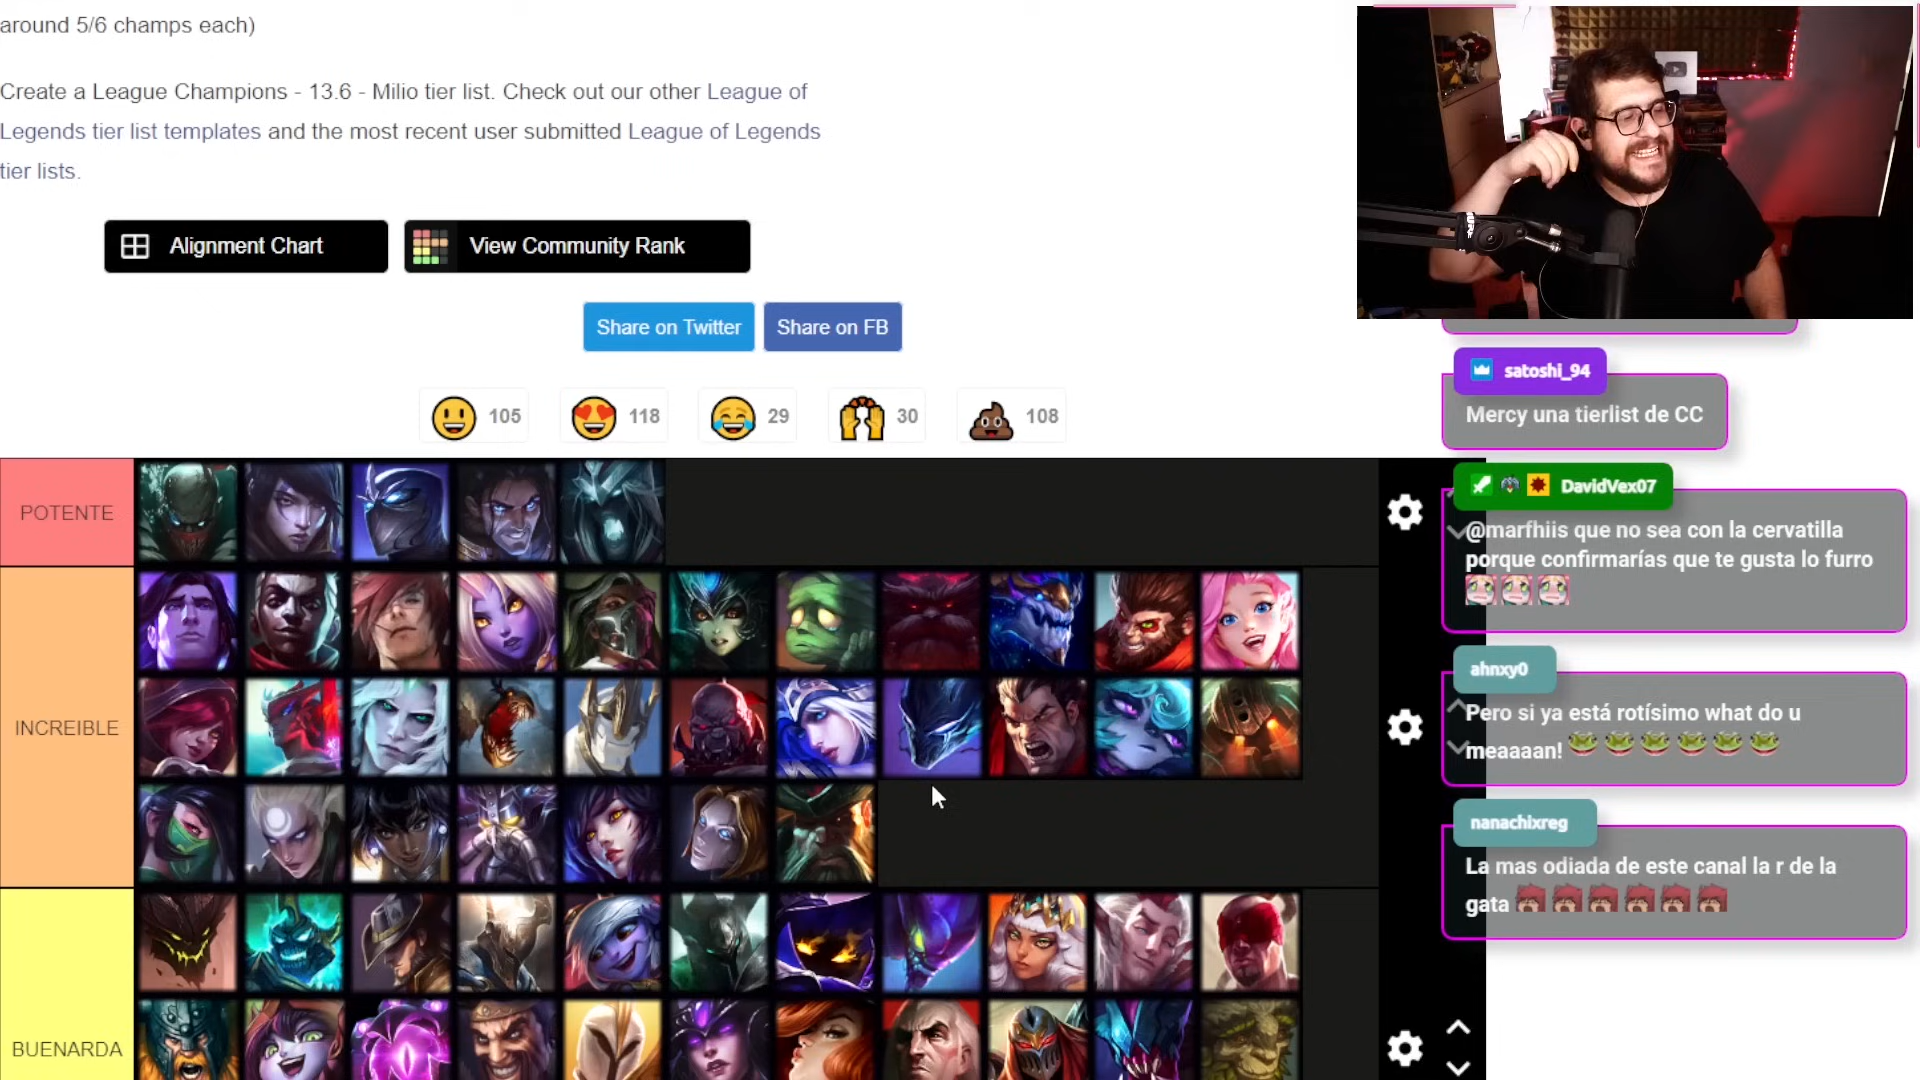 around 5/6 champs each)
Create a League Champions - 13.6 - Milio tier list. Check out our other League of
Legends tier list templates and the most recent user submitted League of Legends
tier lists.
Alignment Chart
View Community Rank
Share on Twitter
Share on FB
105
118
29
30
108
POTENTE
INCREIBLE
BUENARDA
satoshi_94
Mercy una tierlist de CC
DavidVex07
@marfhiis que no sea con la cervatilla
porque confirmarías que te gusta lo furro
ahnxy0
Pero si ya está rotísimo what do u
meaaaan!
nanachixreg
La mas odiada de este canal la r de la
gata